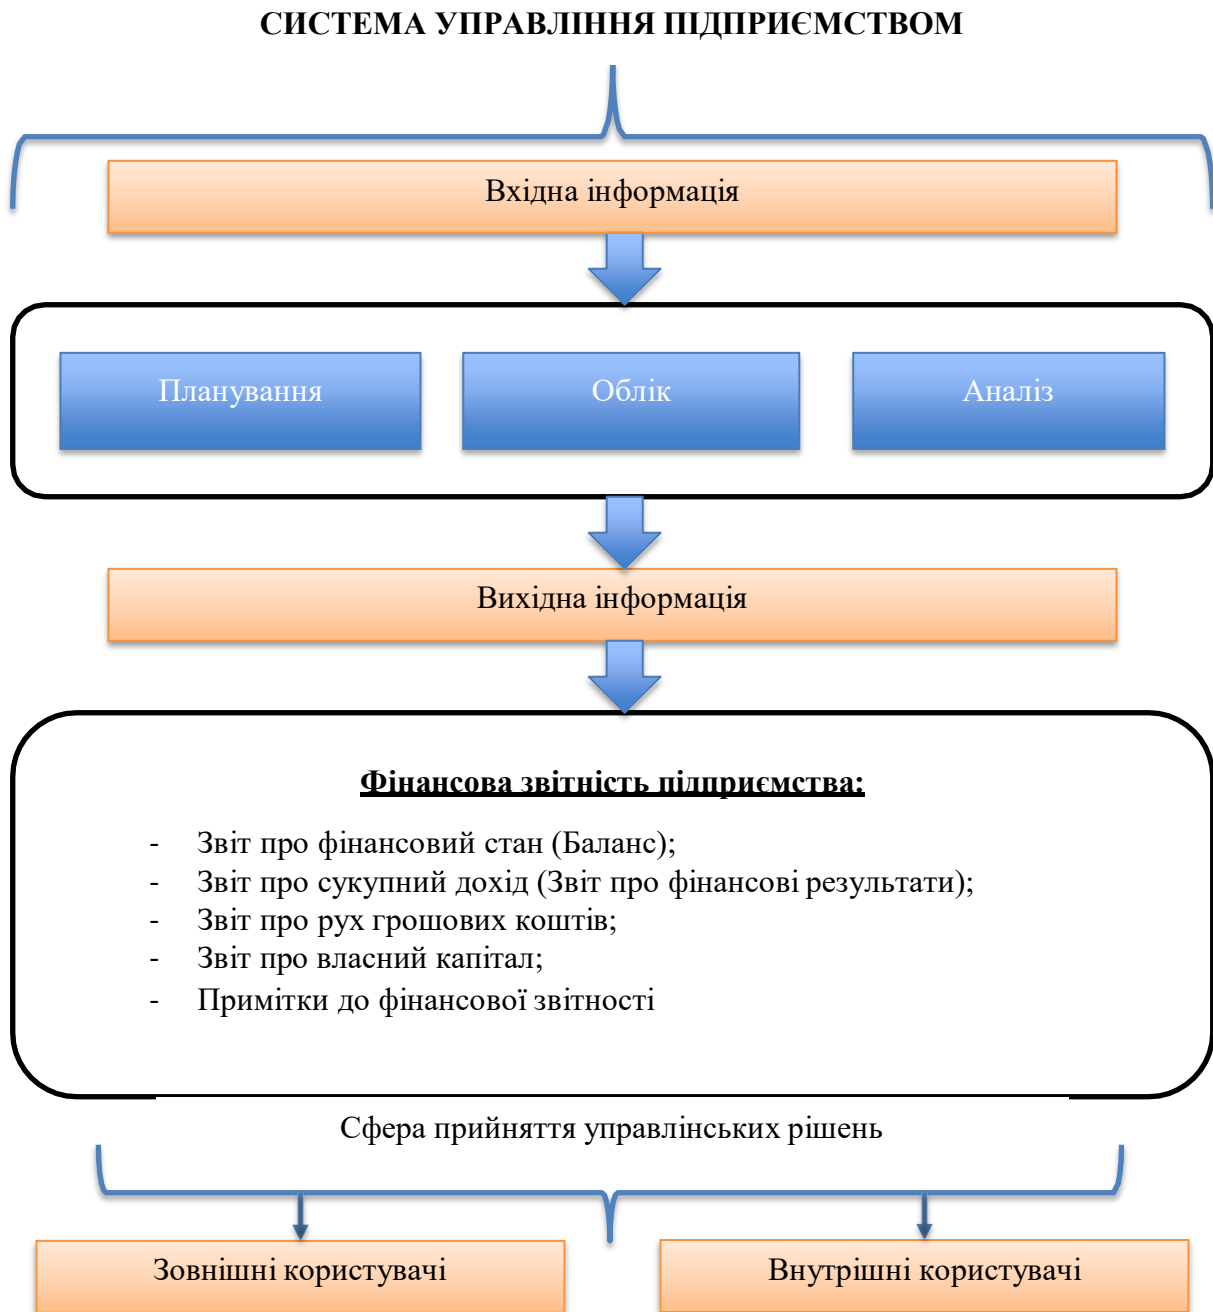 СИСТЕМА УПРАВЛІННЯ ПІДПРИЄМСТВОМ
Вхідна інформація
Планування
Облік
Аналіз
Вихідна інформація
Фінансова звітність підприємства:
- Звіт про фінансовий стан (Баланс);
- Звіт про сукупний дохід (Звіт про фінансові результати);
- Звіт про рух грошових коштів;
- Звіт про власний капітал;
- Примітки до фінансової звітності
Сфера прийняття управлінських рішень
Зовнішні користувачі
Внутрішні користувачі